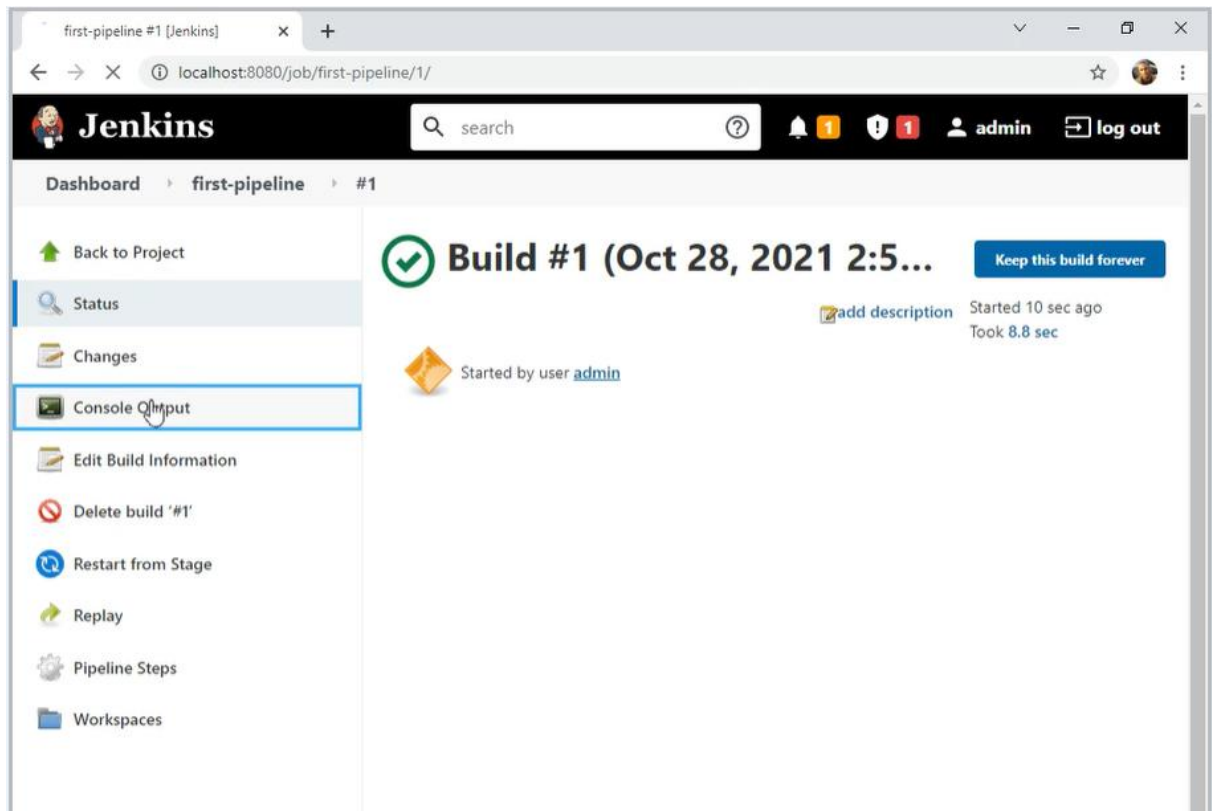 first-pipeline #1 [Jenkins]
localhost:8080/job/first-pipeline/1/
Jenkins
search
1
1
admin
log out
Dashboard
first-pipeline
#1
Back to Project
Status
Changes
Console Output
Edit Build Information
Delete build '#1'
Restart from Stage
Replay
Pipeline Steps
Workspaces
Build #1 (Oct 28, 2021 2:5...
Keep this build forever
add description
Started 10 sec ago
Took 8.8 sec
Started by user admin